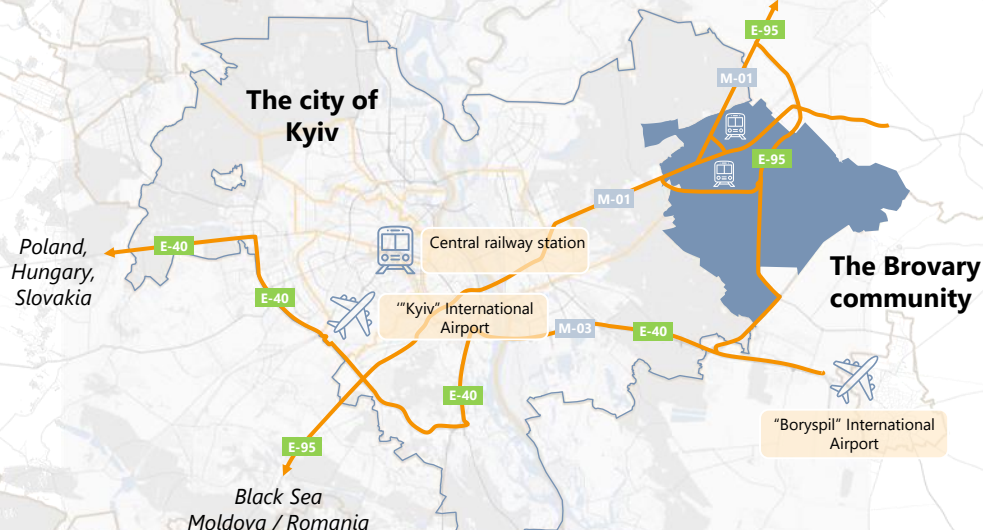 E-95
M-01
The city of
Kyiv
E-95
M-01
Poland,
Hungary,
Slovakia
E-40
Central railway station
The Brovary
community
E-40
“"Kyiv" International
Airport
M-03
E-40
E-40
"Boryspil" International
Airport
E-95
Black Sea
Moldova / Romania